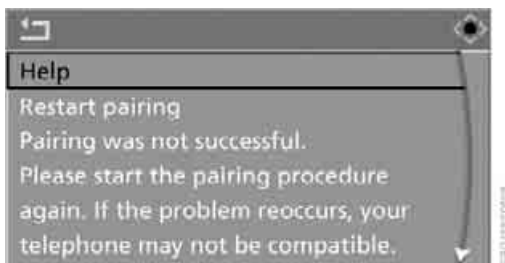 Help
Restart pairing
Pairing was not successful.
Please start the pairing procedure
again. If the problem reoccurs, your
telephone may not be compatible.